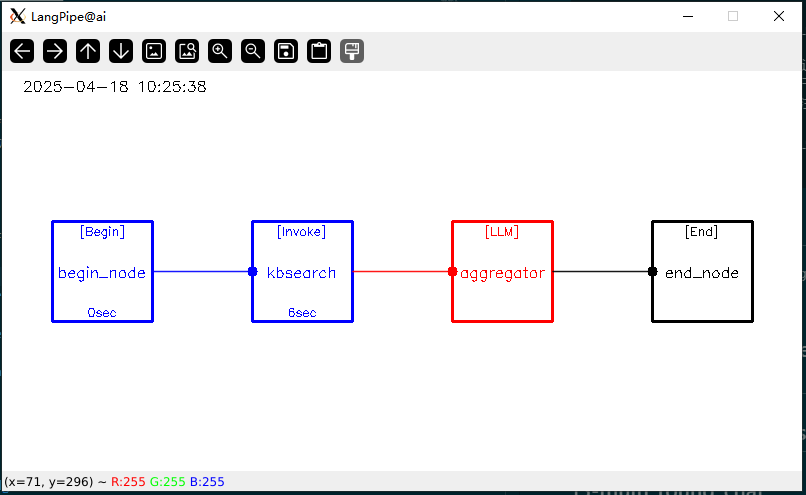 LangPipe@ai
2025-04-18 10:25:38
[Begin]
begin_node
0sec
[Invoke]
kbsearch
6sec
[LLM]
aggregator
[End]
end_node
(x=71, y=296) ~ R:255 G:255 B:255